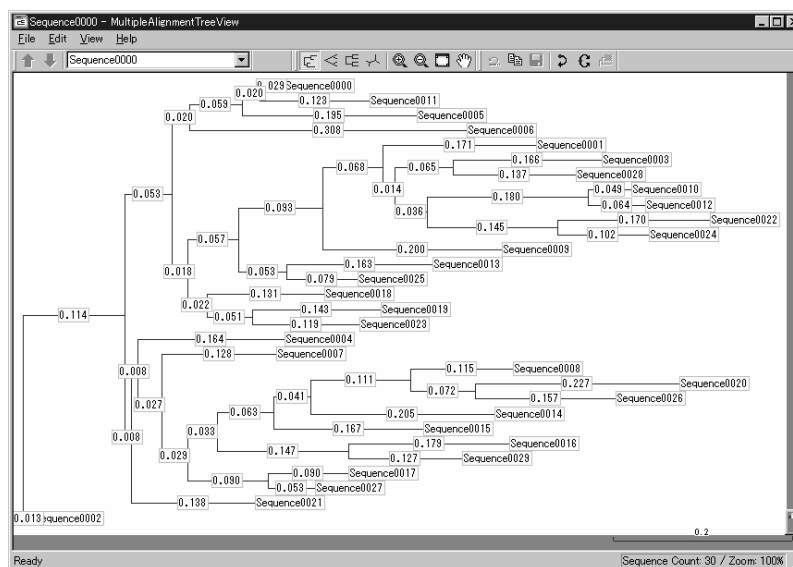 Sequence0000 - MultipleAlignmentTreeView
File Edit View Help
Sequence0000
0.029 Sequence0000
0.020
0.123 Sequence0011
0.059
0.195 Sequence0005
0.020
0.308 Sequence0006
0.171 Sequence0001
0.166 Sequence0003
0.068 0.065
0.137 Sequence0028
0.014
0.049 Sequence0010
0.053 0.180
0.064 Sequence0012
0.093 0.036
0.170 Sequence0022
0.145
0.102 Sequence0024
0.057
0.200 Sequence0009
0.163 Sequence0013
0.018 0.053
0.079 Sequence0025
0.131 Sequence0018
0.022
0.143 Sequence0019
0.114 0.051
0.119 Sequence0023
0.164 Sequence0004
0.128 Sequence0007
0.115 Sequence0008
0.008
0.111
0.227 Sequence0020
0.072
0.157 Sequence0026
0.041
0.027
0.063 0.205 Sequence0014
0.167 Sequence0015
0.033
0.008
0.179 Sequence0016
0.147
0.127 Sequence0029
0.029
0.090 Sequence0017
0.090
0.053 Sequence0027
0.138 Sequence0021
0.013 equence0002
0.2
Ready Sequence Count: 30 / Zoom: 100%